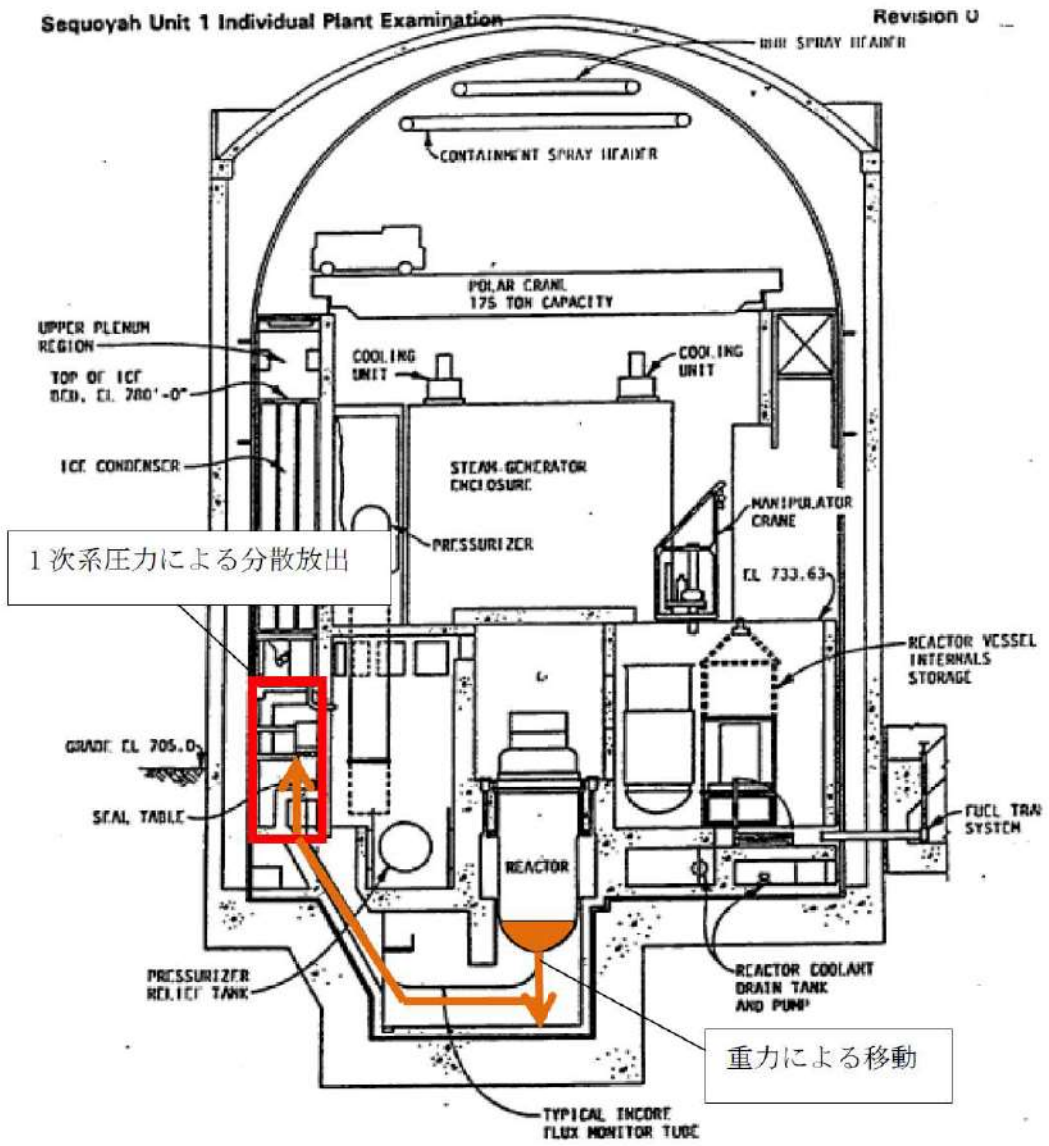 Sequoyah Unit 1 Individual Plant Examination
Revision 0
SPRAY HEADER
CONTAINMENT SPRAY HEADER
POLAR CRANE
175 TON CAPACITY
UPPER PLENUM
REGION
COOLING
UNIT
COOLING
UNIT
TOP OF ICE
BED, EL 780'-0"
ICE CONDENSER
STEAM GENERATOR
ENCLOSURE
MANIPULATOR
CRANE
PRESSURIZER
1次系圧力による分散放出
EL 733.63
REACTOR VESSEL
INTERNALS
STORAGE
GRADE EL 705.0
SEAL TABLE
FUEL TRAN
SYSTEM
REACTOR
PRESSURIZER
RELIEF TANK
REACTOR COOLANT
DRAIN TANK
AND PUMP
重力による移動
TYPICAL INCORE
FLUX MONITOR TUBE